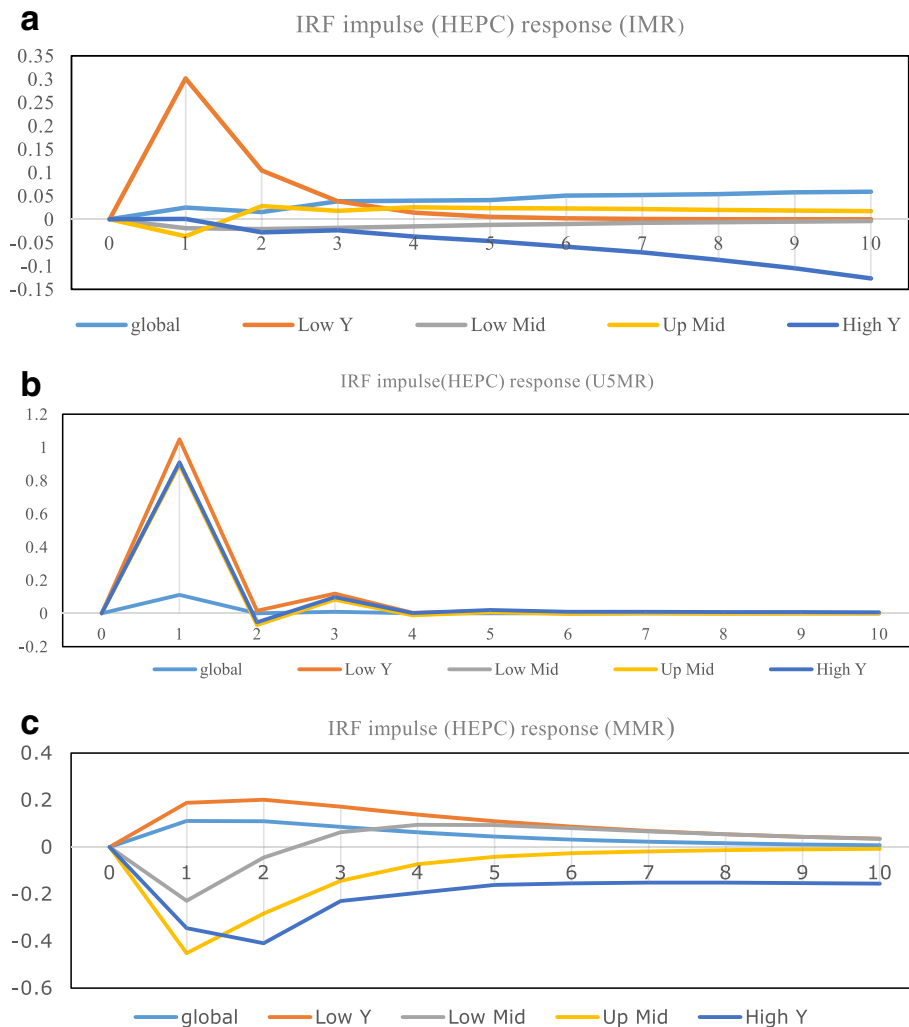 a
IRF impulse (HEPC) response (IMR)
0.35
0.3
0.25
0.2
0.15
0.1
0.05
0
-0.05
-0.1
-0.15
0 1 2 3 4 5 6 7 8 9 10
global Low Y Low Mid Up Mid High Y
b
IRF impulse(HEPC) response (U5MR)
1.2
1
0.8
0.6
0.4
0.2
0
-0.2
0 1 2 3 4 5 6 7 8 9 10
global Low Y Low Mid Up Mid High Y
c
IRF impulse (HEPC) response (MMR)
0.4
0.2
0
-0.2
-0.4
-0.6
0 1 2 3 4 5 6 7 8 9 10
global Low Y Low Mid Up Mid High Y